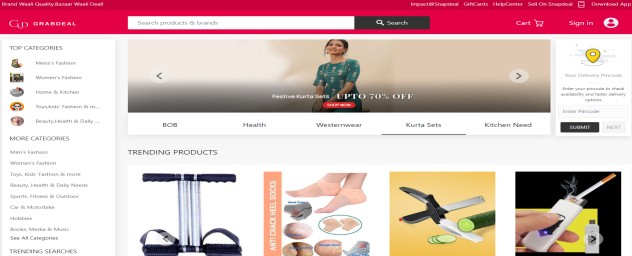 Brand Waali Quality,Bazaar Waali Deal!
Impact@Snapdeal GiftCards HelpCenter Sell On Snapdeal Download App
GRABDEAL
Search products & brands
Search
Cart
Sign in
TOP CATEGORIES
Mens's Fashion
Women's Fashion
Home & Kitchen
Toys,kids' Fashion & m...
Beauty,Health & Daily ...
MORE CATEGORIES
Men's Fashion
Women's Fashion
Toys, Kids' Fashion & more
Beauty, Health & Daily Needs
Sports, Fitness & Outdoor
Car & Motorbike
Hobbies
Books, Media & Music
See All Categories
TRENDING SEARCHES
Festive Kurta Sets UPTO 70% OFF
SHOP NOW
BOB Health Westernwear Kurta Sets Kitchen Need
Your Delivery Pincode
Enter your pincode to check
availability and faster delivery
options
Enter Pincode
SUBMIT NEXT
TRENDING PRODUCTS
ANTI CRACK HEEL SOCKS